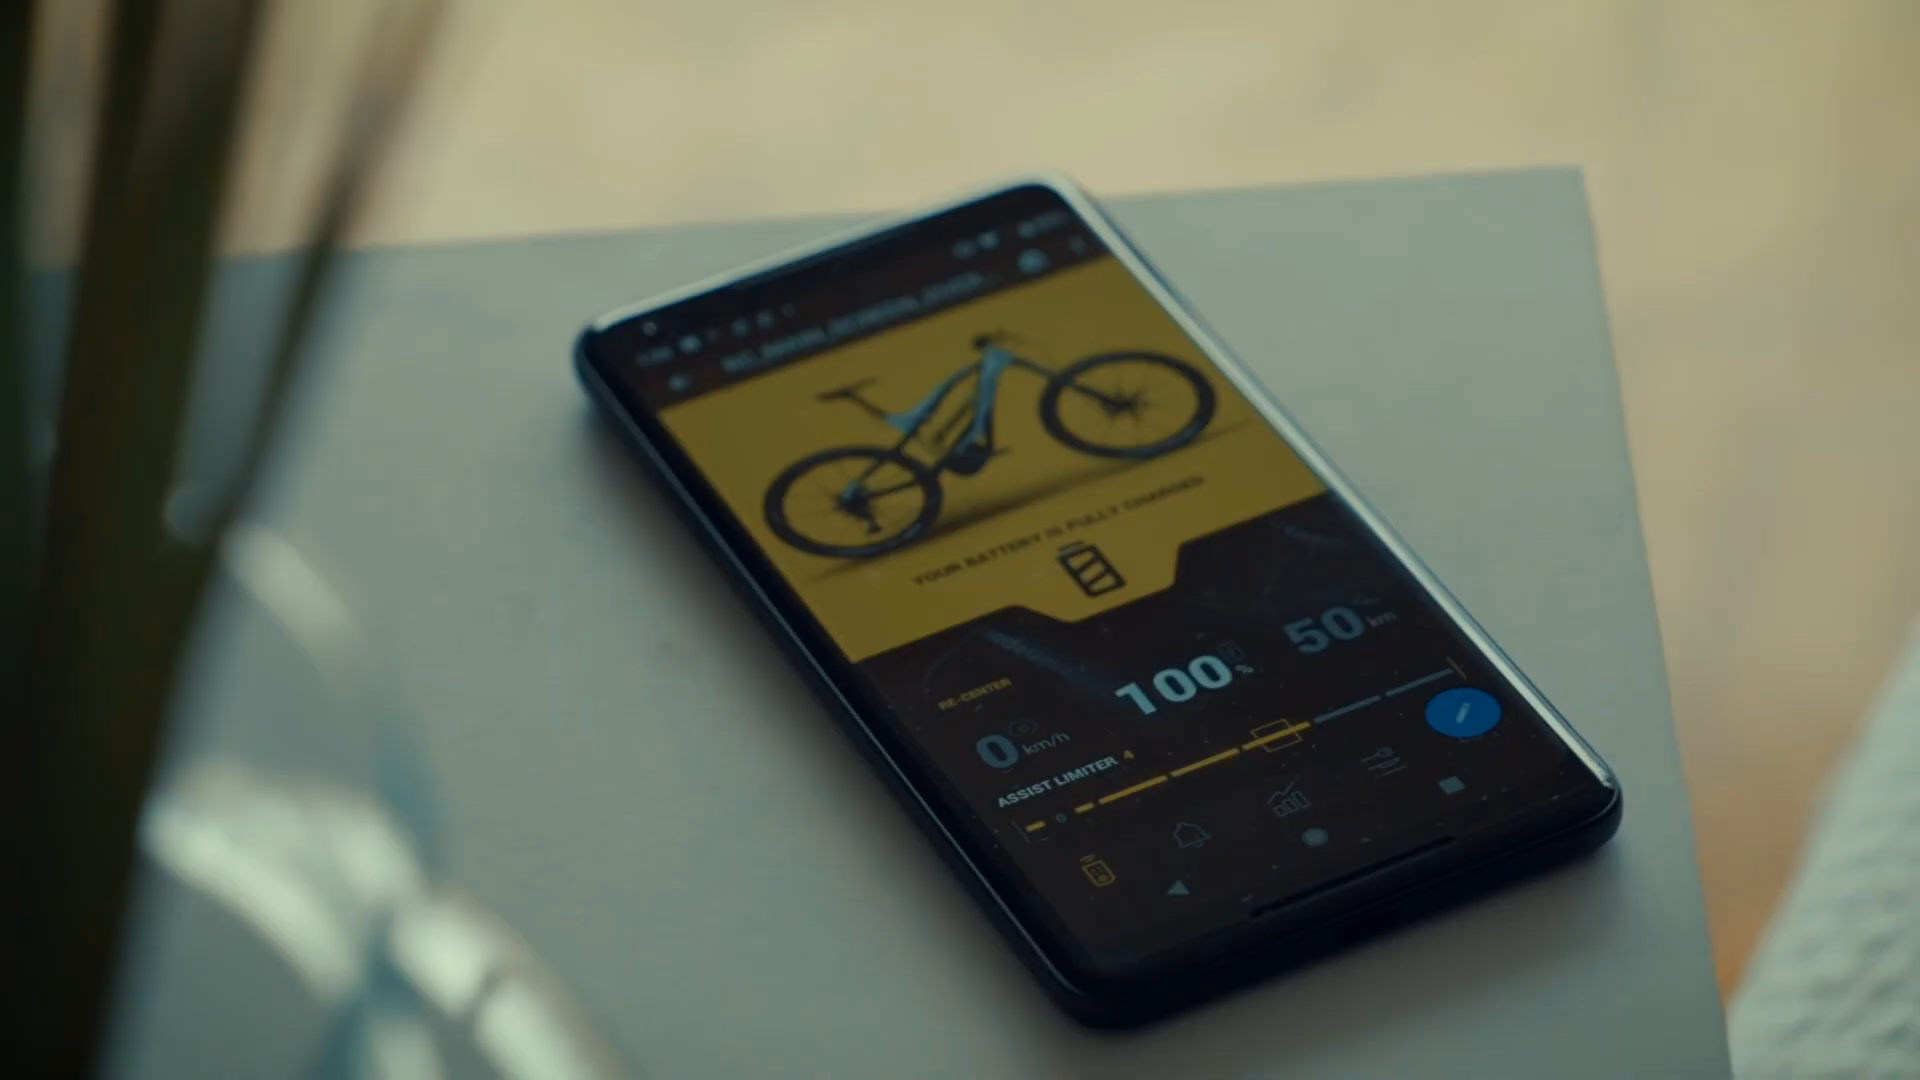 YOUR BATTERY IS FULLY CHARGED
RE-CENTER
0 km/h
100 %
50 km
ASSIST LIMITER 4
0